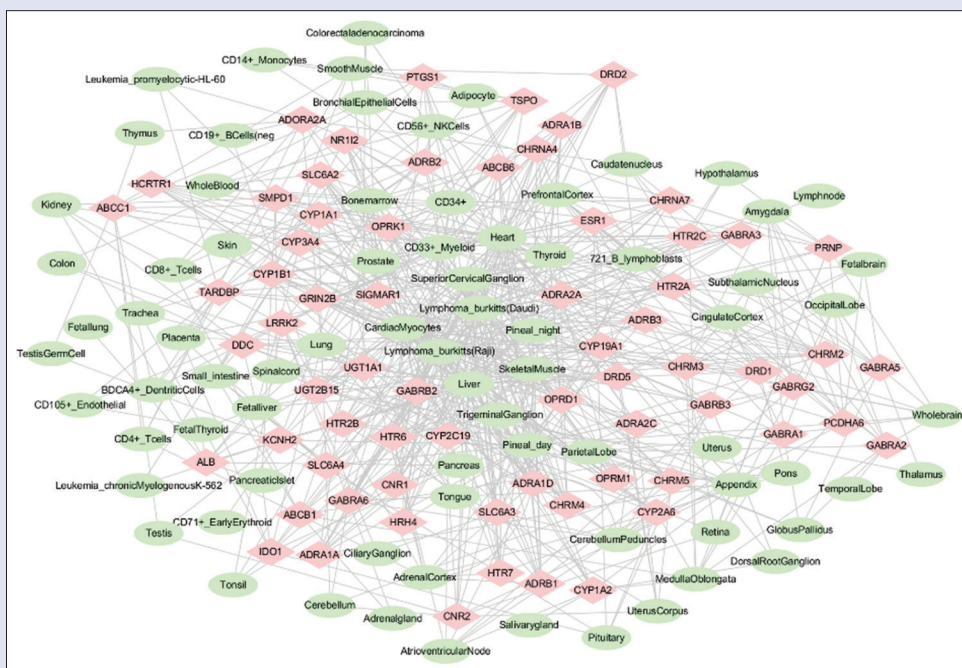 Colorectaladenocarcinoma
CD14+_Monocytes
SmoothMuscle
DRD2
Leukemia_promyelocytic-HL-60
PTGS1
Adipocyte
TSPO
BronchialEpithelialCells
ADORA2A
CD56+_NKCells
ADRA1B
Thymus
CD19+_BCells(neg
NR1I2
CHRNA4
ADRB2
ABCB6
Caudatenucleus
Hypothalamus
HCRTR1
WholeBlood
SLC6A2
PrefrontalCortex
Lymphnode
SMPD1
Bonemarrow
CD34+
CHRNA7
Amygdala
Kidney
ABCC1
CYP1A1
OPRK1
ESR1
HTR2C
GABRA3
Skin
CYP3A4
CD33+_Myeloid
Heart
PRNP
Colon
CD8+_Tcells
Prostate
Thyroid
721_B_lymphoblasts
Fetalbrain
CYP1B1
SuperiorCervicalGanglion
SubthalamicNucleus
TARDBP
GRIN2B
SIGMAR1
ADRA2A
HTR2A
OccipitalLobe
Fetallung
Trachea
Lymphoma_burkitts(Daudi)
CingulateCortex
LRRK2
CardiacMyocytes
Pineal_night
ADRB3
Placenta
TestisGermCell
DDC
Lung
Lymphoma_burkitts(Raji)
CYP19A1
CHRM2
Small_intestine
Spinalcord
UGT1A1
SkeletalMuscle
CHRM3
DRD1
GABRA5
BDCA4+_DentriticCells
UGT2B15
GABRB2
Liver
DRD5
GABRG2
CD105+_Endothelial
Fetalliver
OPRD1
GABRB3
TrigeminalGanglion
Wholebrain
CD4+_Tcells
FetalThyroid
HTR2B
ADRA2C
PCDHA6
KCNH2
HTR6
CYP2C19
Pineal_day
ParietalLobe
Uterus
GABRA1
GABRA2
ALB
SLC6A4
Pancreas
Thalamus
Leukemia_chronicMyelogenousK-562
PancreaticIslet
CNR1
ADRA1D
OPRM1
CHRM5
Appendix
Pons
TemporalLobe
GABRA6
Tongue
ABCB1
SLC6A3
CHRM4
CYP2A6
CD71+_EarlyErythroid
HRH4
Testis
Retina
GlobusPallidus
IDO1
ADRA1A
CiliaryGanglion
CerebellumPeduncles
DorsalRootGanglion
Tonsil
AdrenalCortex
HTR7
ADRB1
CYP1A2
MedullaOblongata
Cerebellum
Adrenalgland
CNR2
Salivarygland
UterusCorpus
Pituitary
AtrioventricularNode